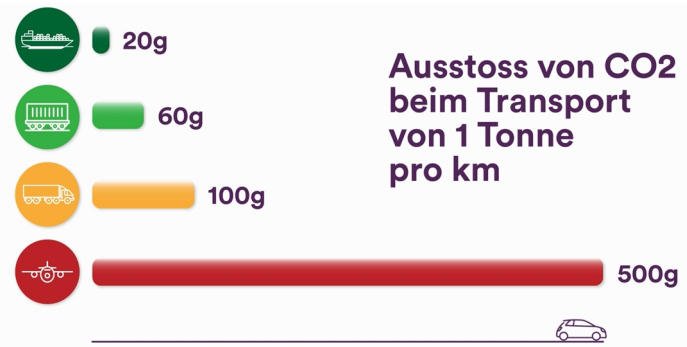 20g
Ausstoss von CO2
beim Transport
von 1 Tonne
pro km
60g
100g
500g